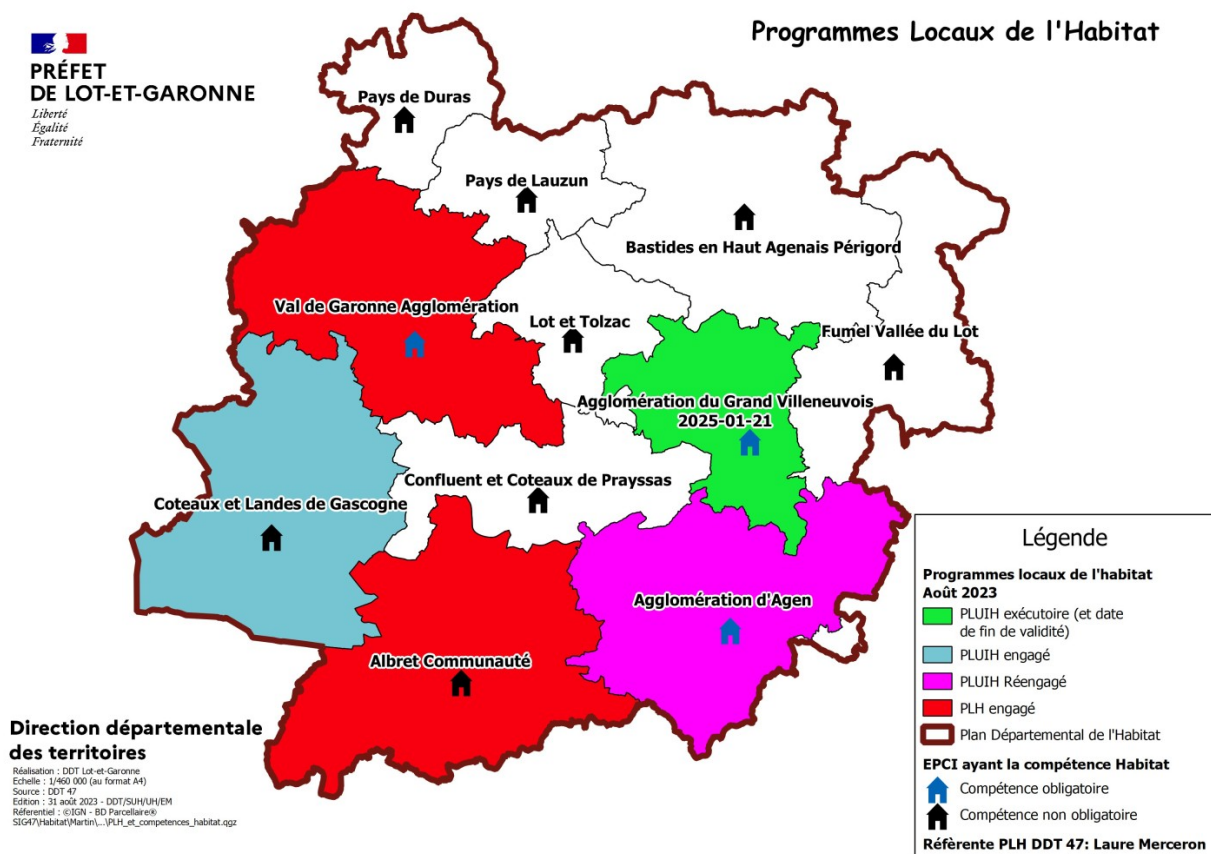 Programmes Locaux de l'Habitat
PRÉFET
DE LOT-ET-GARONNE
Liberté
Égalité
Fraternité
Pays de Duras
Pays de Lauzun
Bastides en Haut Agenais Périgord
Val de Garonne Agglomération
Lot et Tolzac
Fumel Vallée du Lot
Agglomération du Grand Villeneuvois
2025-01-21
Confluent et Coteaux de Prayssas
Coteaux et Landes de Gascogne
Agglomération d'Agen
Albret Communauté
Légende
Programmes locaux de l'habitat
Août 2023
PLUIH exécutoire (et date
de fin de validité)
PLUIH engagé
PLUIH Réengagé
PLH engagé
Plan Départemental de l'Habitat
EPCI ayant la compétence Habitat
Compétence obligatoire
Compétence non obligatoire
Réfèrente PLH DDT 47: Laure Merceron
Direction départementale
des territoires
Réalisation : DDT Lot-et-Garonne
Echelle : 1/460 000 (au format A4)
Source : DDT 47
Edition : 31 août 2023 - DDT/SUH/UH/EM
Réferentiel : ©IGN - BD Parcellaire®
SIG47\Habitat\Martin\...\PLH_et_competences_habitat.qgz